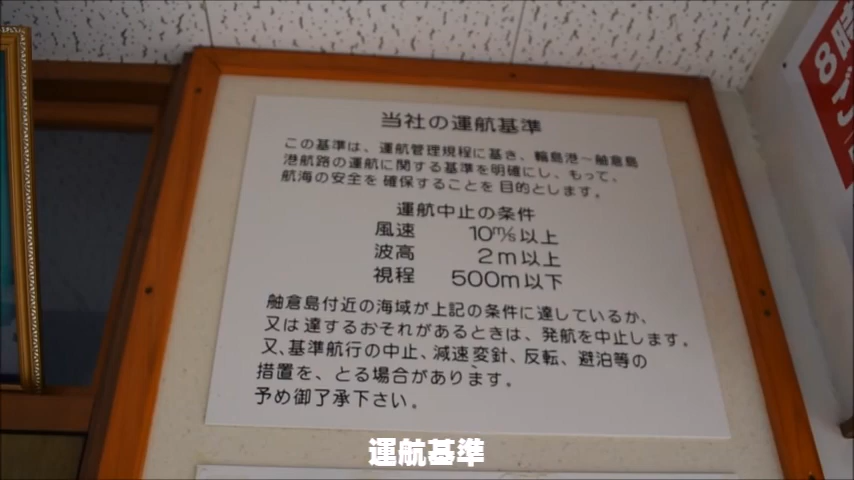 当社の運航基準
この基準は、運航管理規程に基き、輪島港～舳倉島
港航路の運航に関する基準を明確にし、もって、
航海の安全を確保することを目的とします。
運航中止の条件
風速 10m/s以上
波高 2m以上
視程 500m以下
舳倉島付近の海域が上記の条件に達しているか、
又は達するおそれがあるときは、発航を中止します。
又、基準航行の中止、減速変針、反転、避泊等の
措置を、とる場合があります。
予め御了承下さい。
8時
運航基準